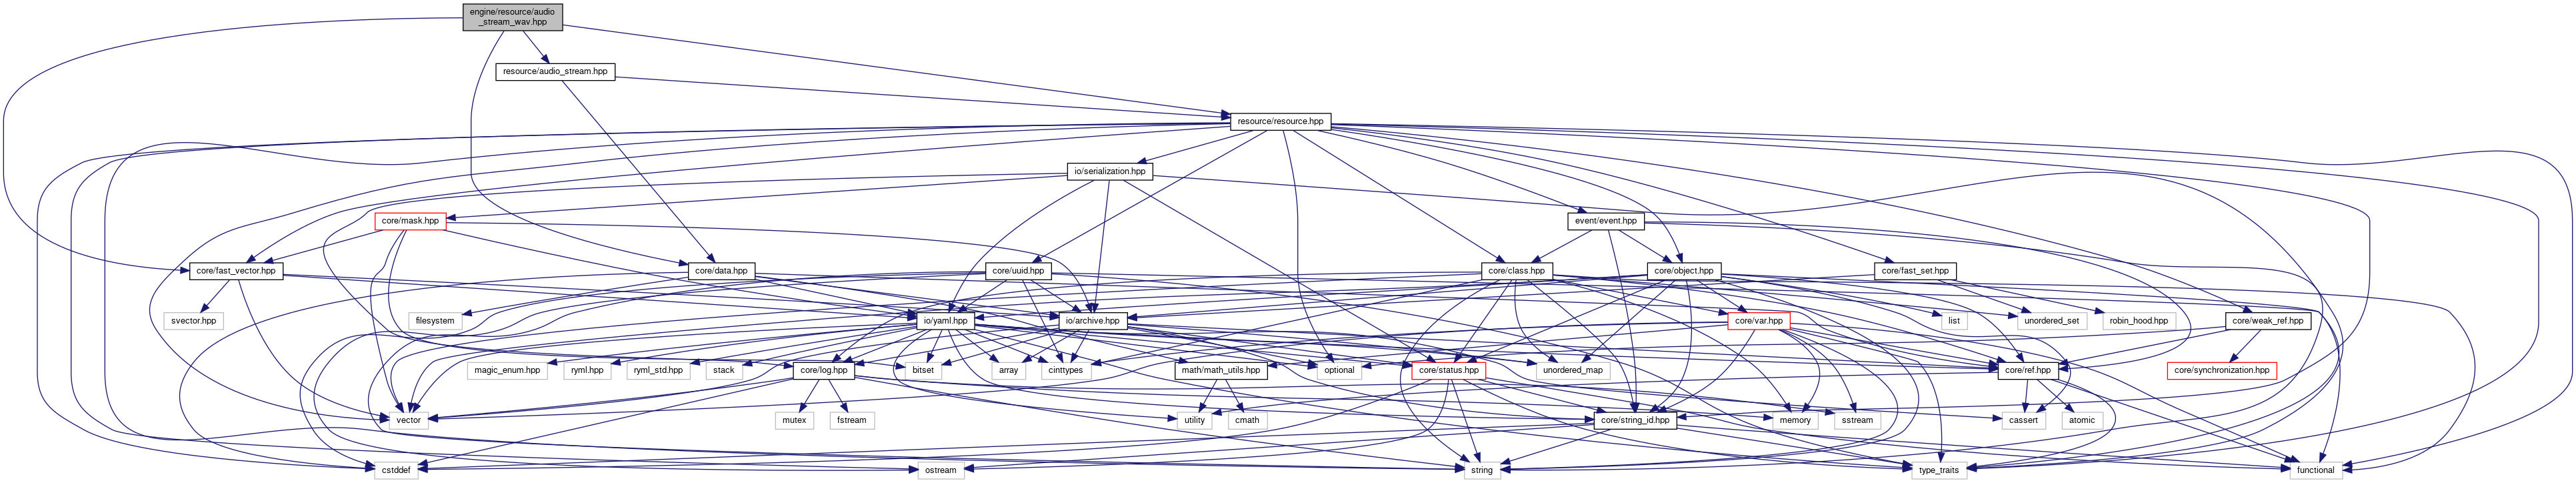 engine/resource/audio
_stream_wav.hpp
resource/audio_stream.hpp
resource/resource.hpp
io/serialization.hpp
core/mask.hpp
event/event.hpp
core/fast_vector.hpp
core/data.hpp
core/uuid.hpp
core/class.hpp
core/object.hpp
core/fast_set.hpp
svector.hpp
filesystem
io/yaml.hpp
io/archive.hpp
core/var.hpp
list
unordered_set
robin_hood.hpp
core/weak_ref.hpp
magic_enum.hpp
ryml.hpp
ryml_std.hpp
stack
core/log.hpp
bitset
array
cinttypes
math/math_utils.hpp
optional
core/status.hpp
unordered_map
core/ref.hpp
core/synchronization.hpp
vector
mutex
fstream
utility
cmath
core/string_id.hpp
memory
sstream
cassert
atomic
cstddef
ostream
string
type_traits
functional